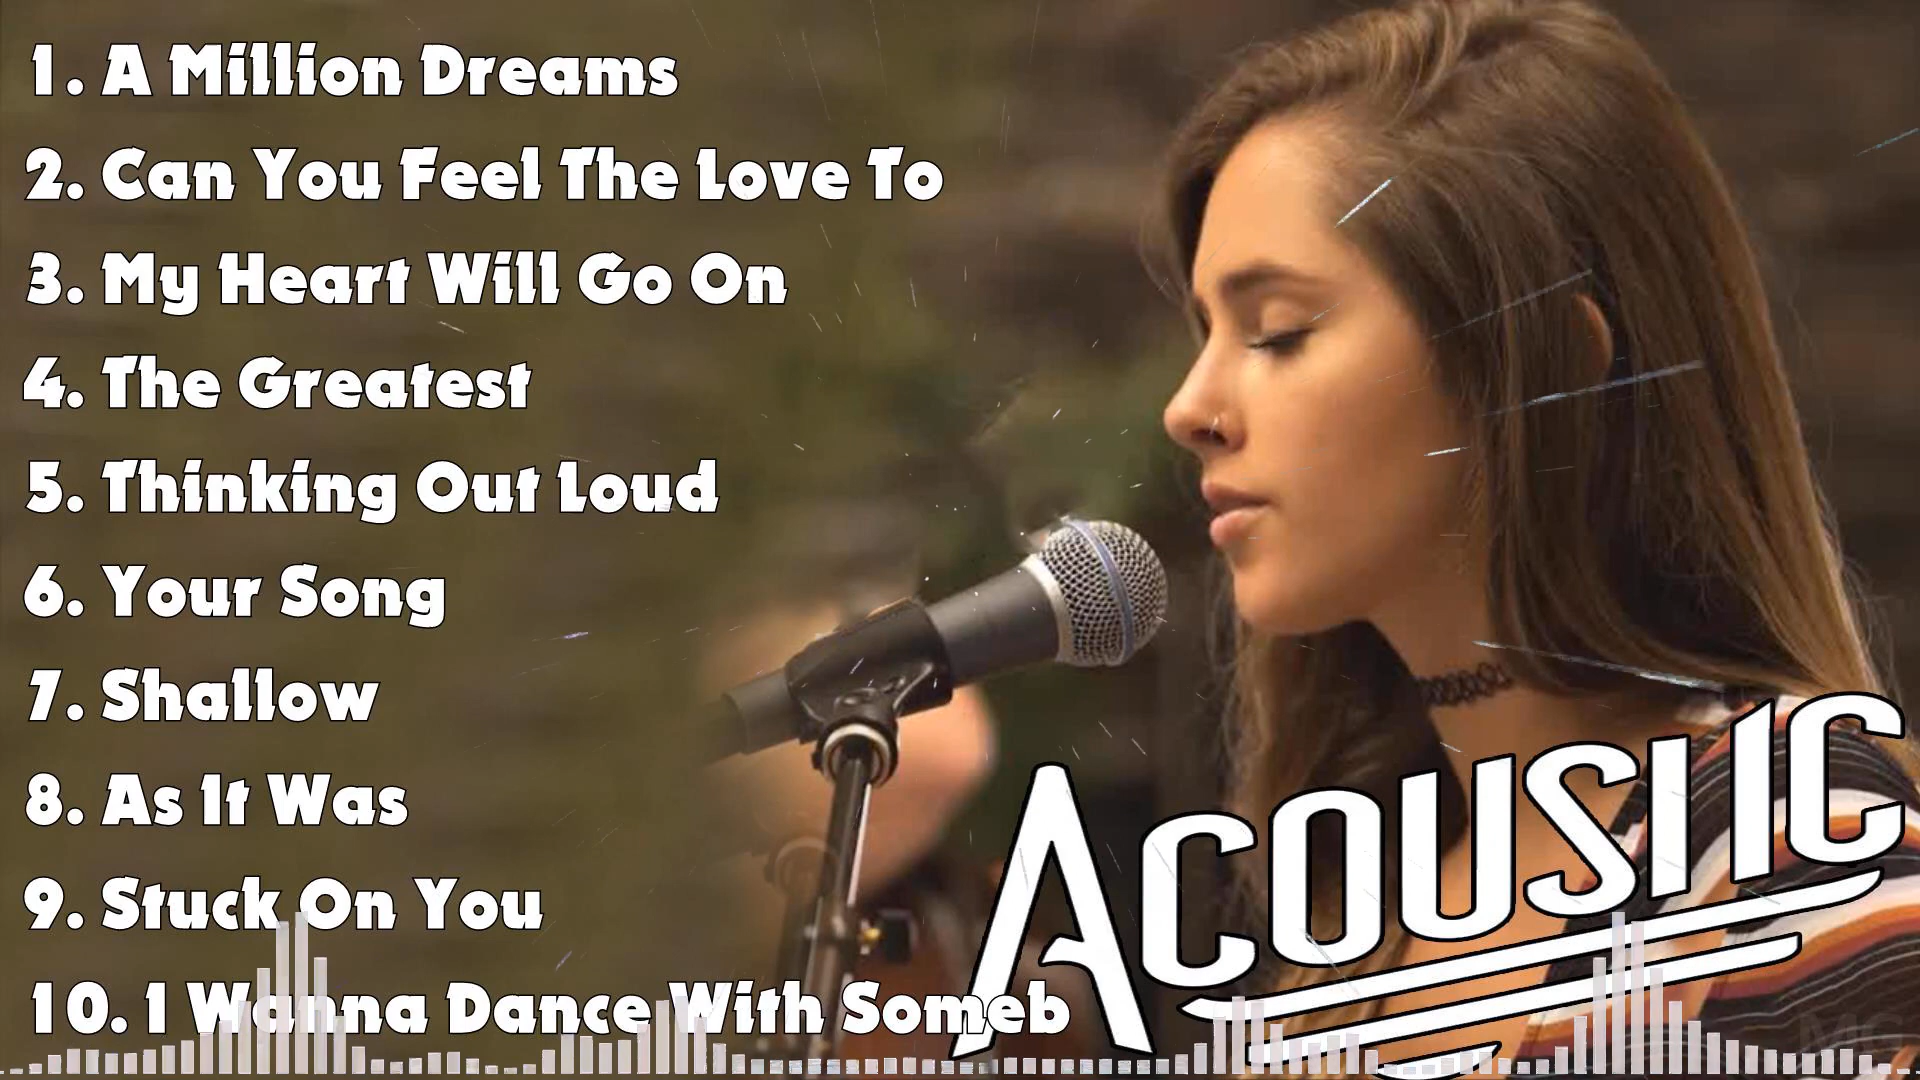 1. A Million Dreams
2. Can You Feel The Love To
3. My Heart Will Go On
4. The Greatest
5. Thinking Out Loud
6. Your Song
7. Shallow
8. As It Was
9. Stuck On You
10. I Wanna Dance With Someb
ACOUSTIC
MG